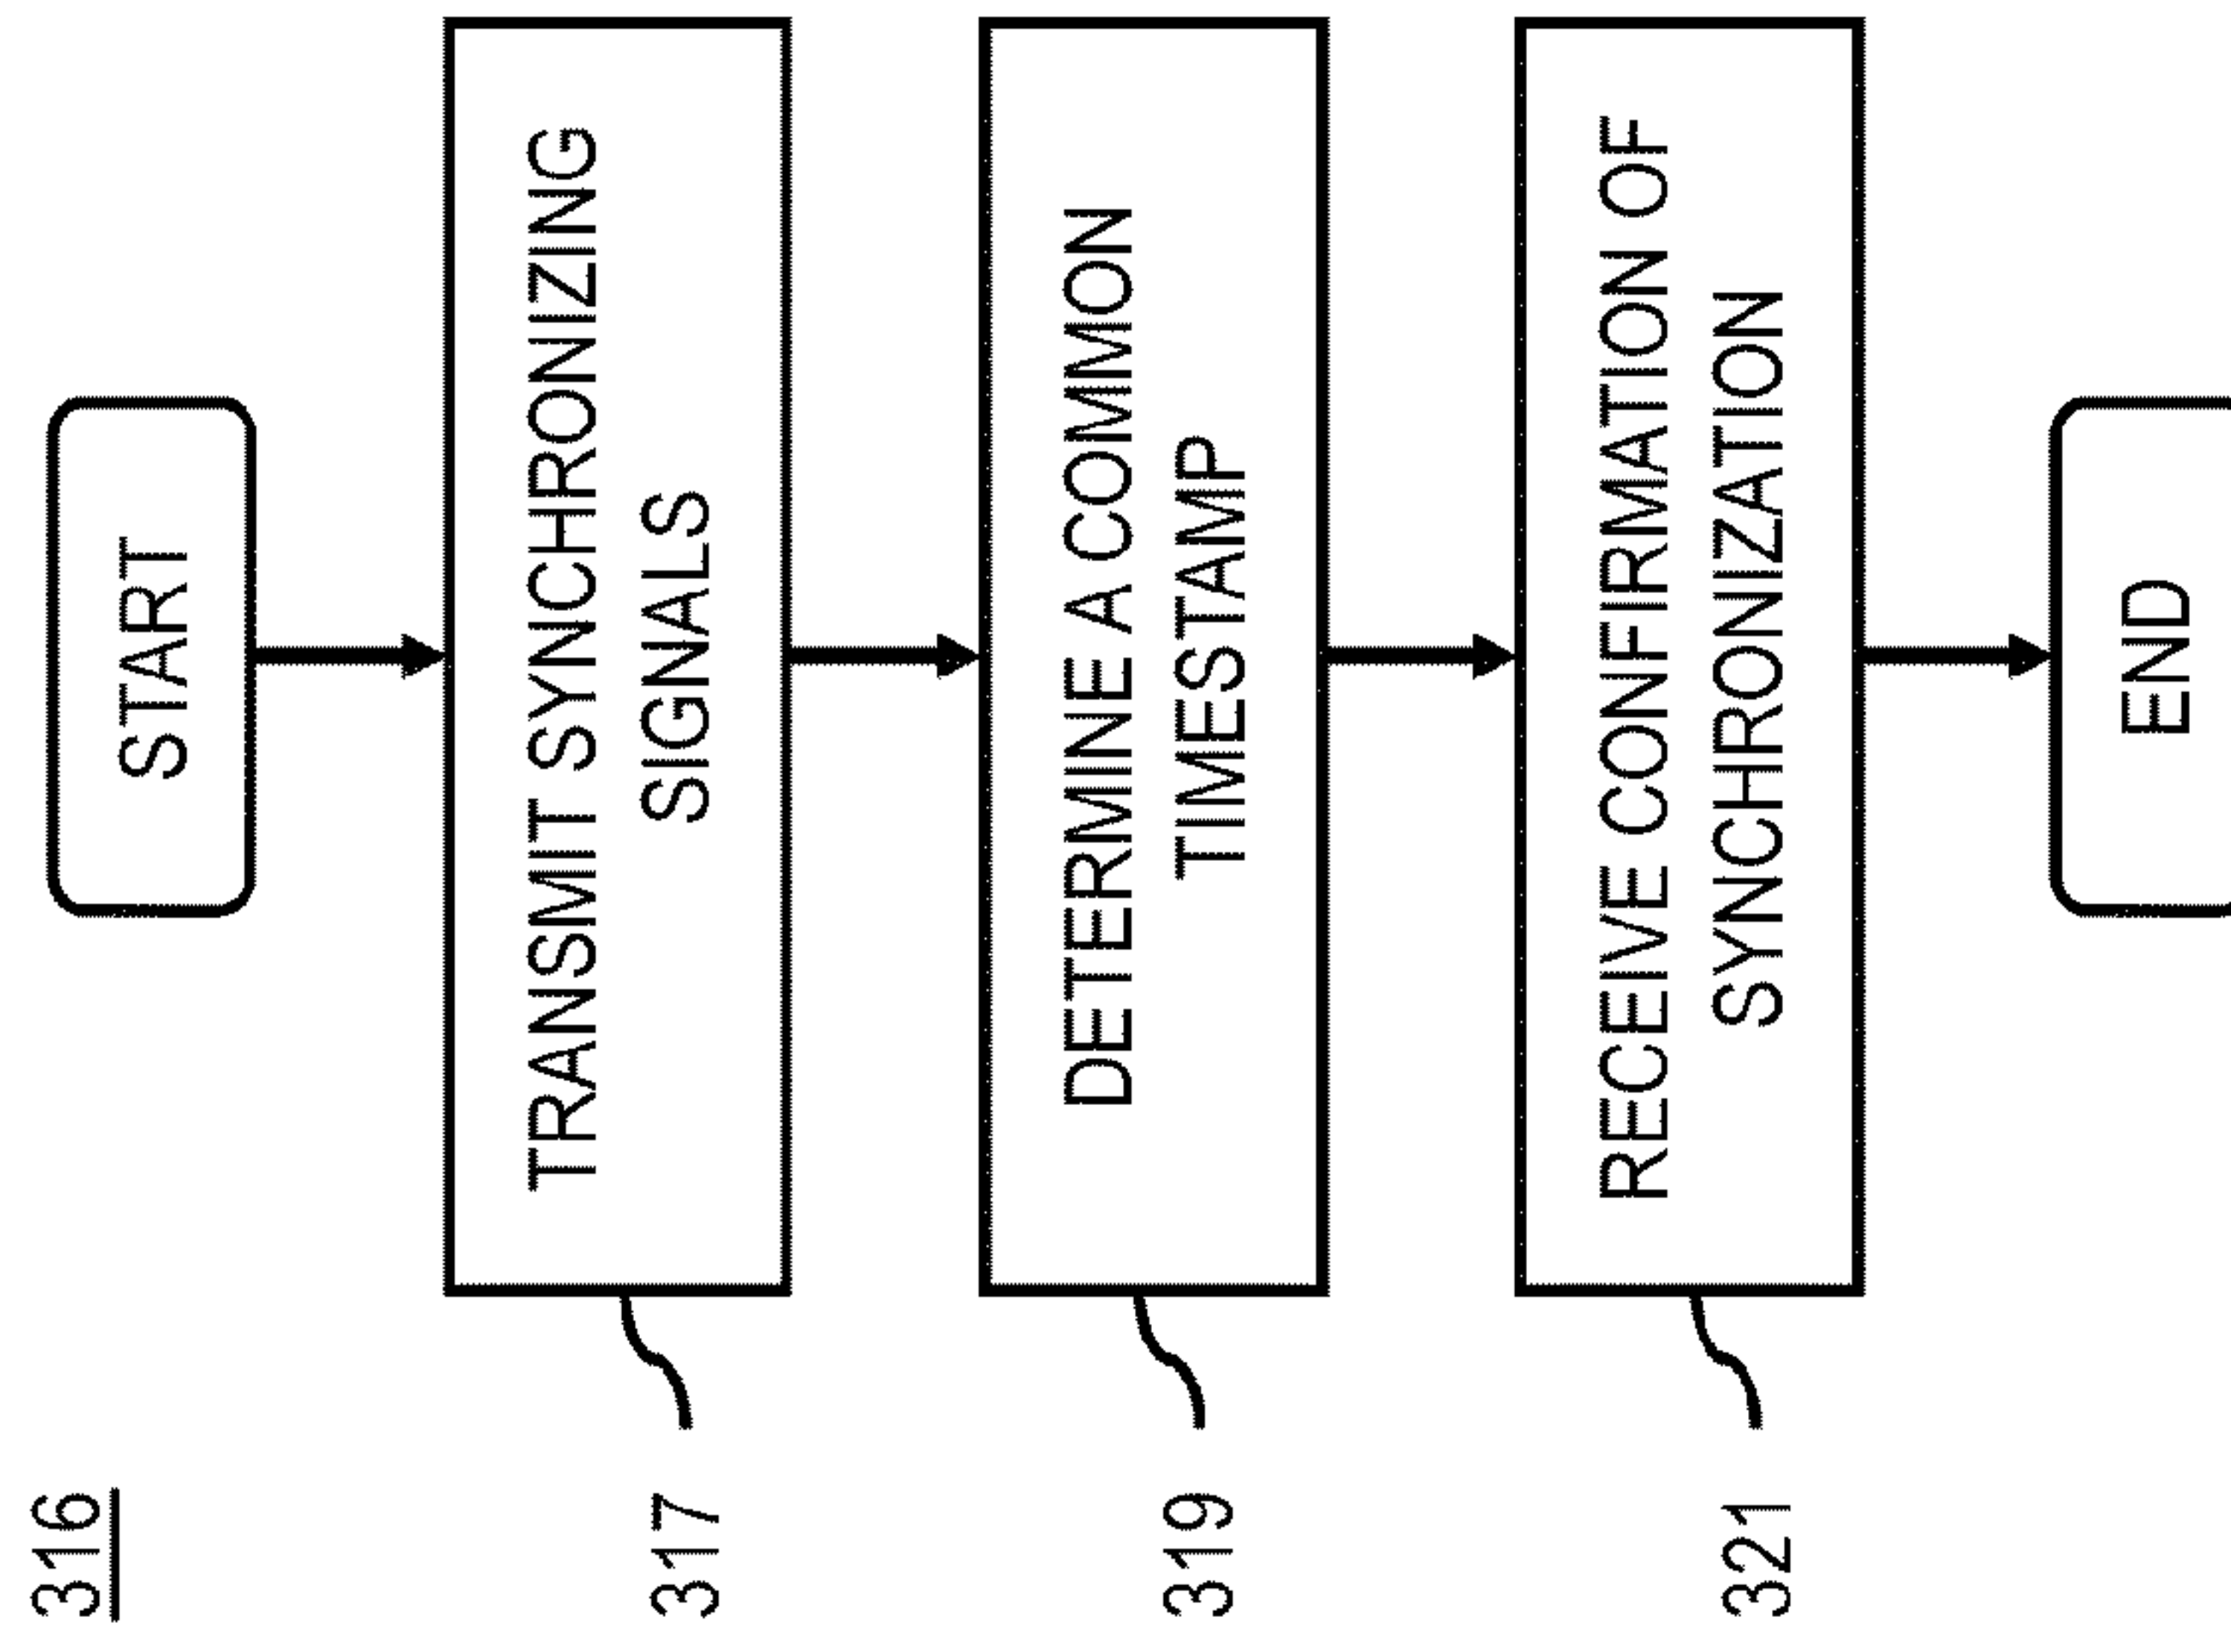 316
START
317
TRANSMIT SYNCHRONIZING
SIGNALS
319
DETERMINE A COMMON
TIMESTAMP
321
RECEIVE CONFIRMATION OF
SYNCHRONIZATION
END